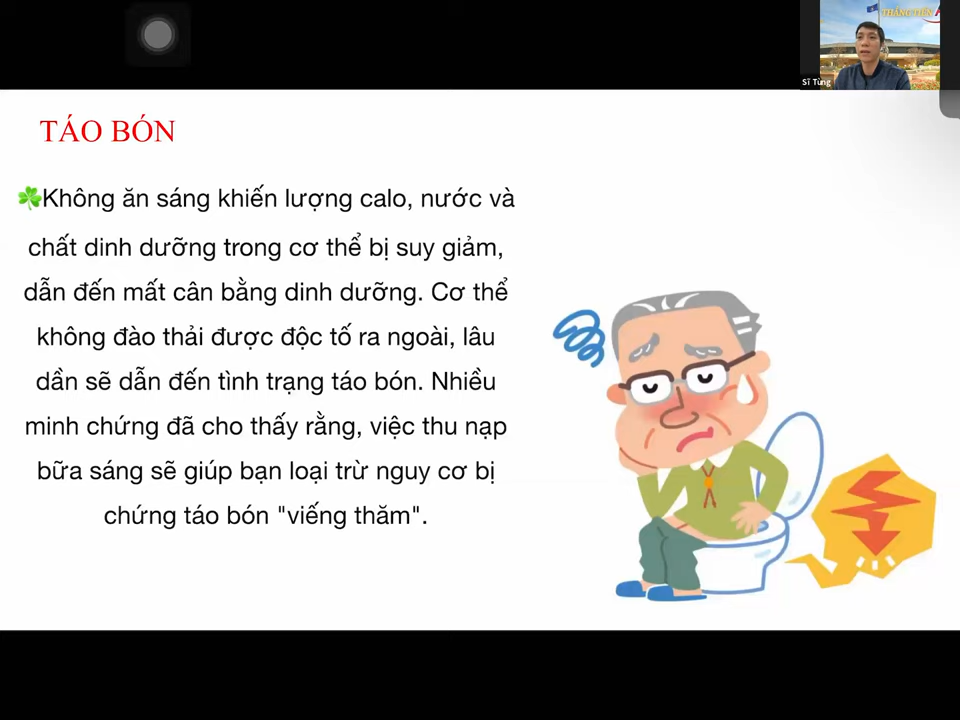 THẮNG TIẾN
Sĩ Tùng
TÁO BÓN
☘️Không ăn sáng khiến lượng calo, nước và
chất dinh dưỡng trong cơ thể bị suy giảm,
dẫn đến mất cân bằng dinh dưỡng. Cơ thể
không đào thải được độc tố ra ngoài, lâu
dần sẽ dẫn đến tình trạng táo bón. Nhiều
minh chứng đã cho thấy rằng, việc thu nạp
bữa sáng sẽ giúp bạn loại trừ nguy cơ bị
chứng táo bón "viếng thăm".